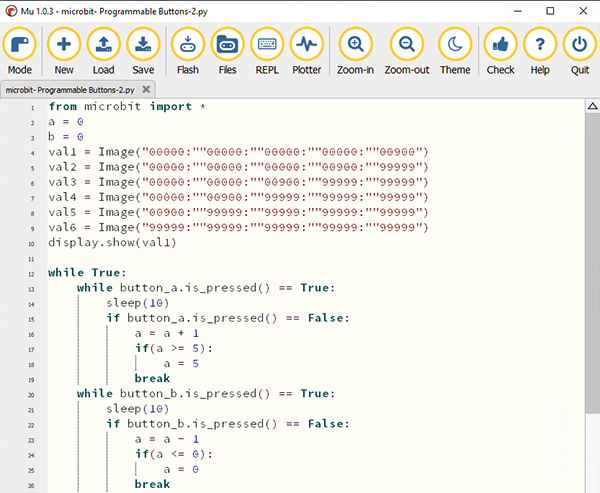 Mu 1.0.3 - microbit- Programmable Buttons-2.py
Mode New Load Save Flash Files REPL Plotter Zoom-in Zoom-out Theme Check Help Quit
microbit- Programmable Buttons-2.py
1 from microbit import *
2 a = 0
3 b = 0
4 val1 = Image("00000:""00000:""00000:""00000:""00900")
5 val2 = Image("00000:""00000:""00000:""00900:""99999")
6 val3 = Image("00000:""00000:""00900:""99999:""99999")
7 val4 = Image("00000:""00900:""99999:""99999:""99999")
8 val5 = Image("00900:""99999:""99999:""99999:""99999")
9 val6 = Image("99999:""99999:""99999:""99999:""99999")
10 display.show(val1)
11
12 while True:
13     while button_a.is_pressed() == True:
14         sleep(10)
15         if button_a.is_pressed() == False:
16             a = a + 1
17             if(a >= 5):
18                 a = 5
19             break
20     while button_b.is_pressed() == True:
21         sleep(10)
22         if button_b.is_pressed() == False:
23             a = a - 1
24             if(a <= 0):
25                 a = 0
26             break